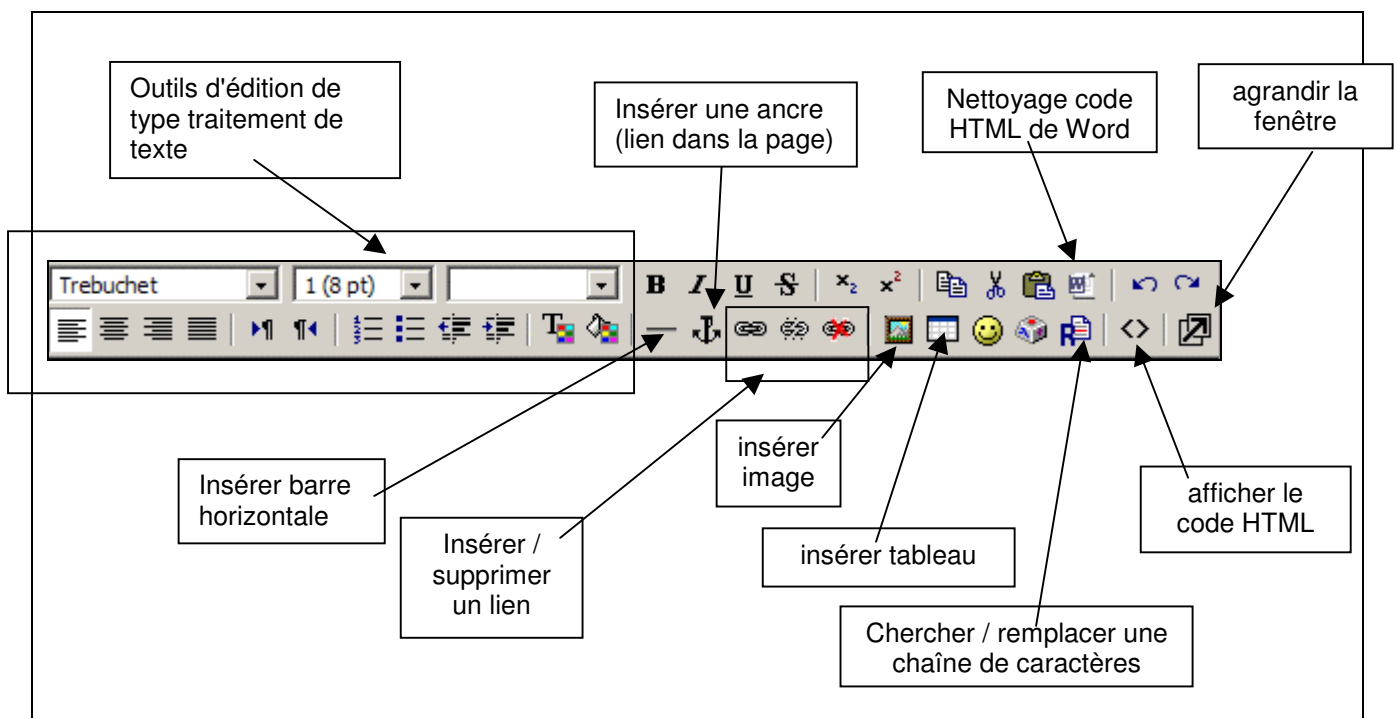 Outils d'édition de
type traitement de
texte
Insérer une ancre
(lien dans la page)
Nettoyage code
HTML de Word
agrandir la
fenêtre
Trebuchet
1 (8 pt)
B I U S x₂ x²
Insérer barre
horizontale
Insérer /
supprimer
un lien
insérer
image
insérer tableau
afficher le
code HTML
Chercher / remplacer une
chaîne de caractères